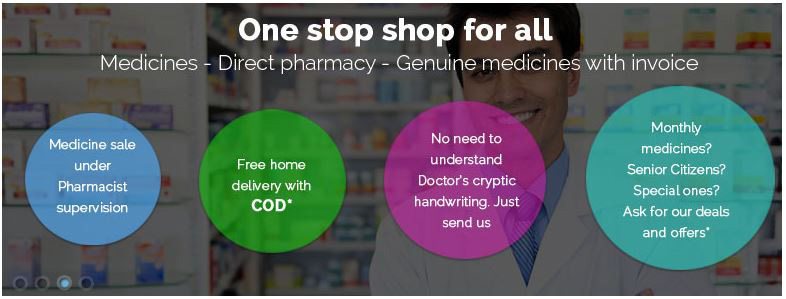 One stop shop for all
Medicines - Direct pharmacy - Genuine medicines with invoice
Medicine sale
under
Pharmacist
supervision
Free home
delivery with
COD*
No need to
understand
Doctor's cryptic
handwriting. Just
send us
Monthly
medicines?
Senior Citizens?
Special ones?
Ask for our deals
and offers*